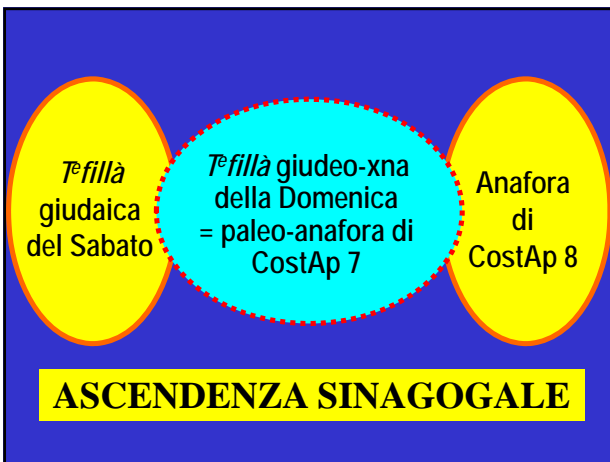 Tᵉfillà
giudaica
del Sabato
Tᵉfillà giudeo-xna
della Domenica
= paleo-anafora di
CostAp 7
Anafora
di
CostAp 8
ASCENDENZA SINAGOGALE